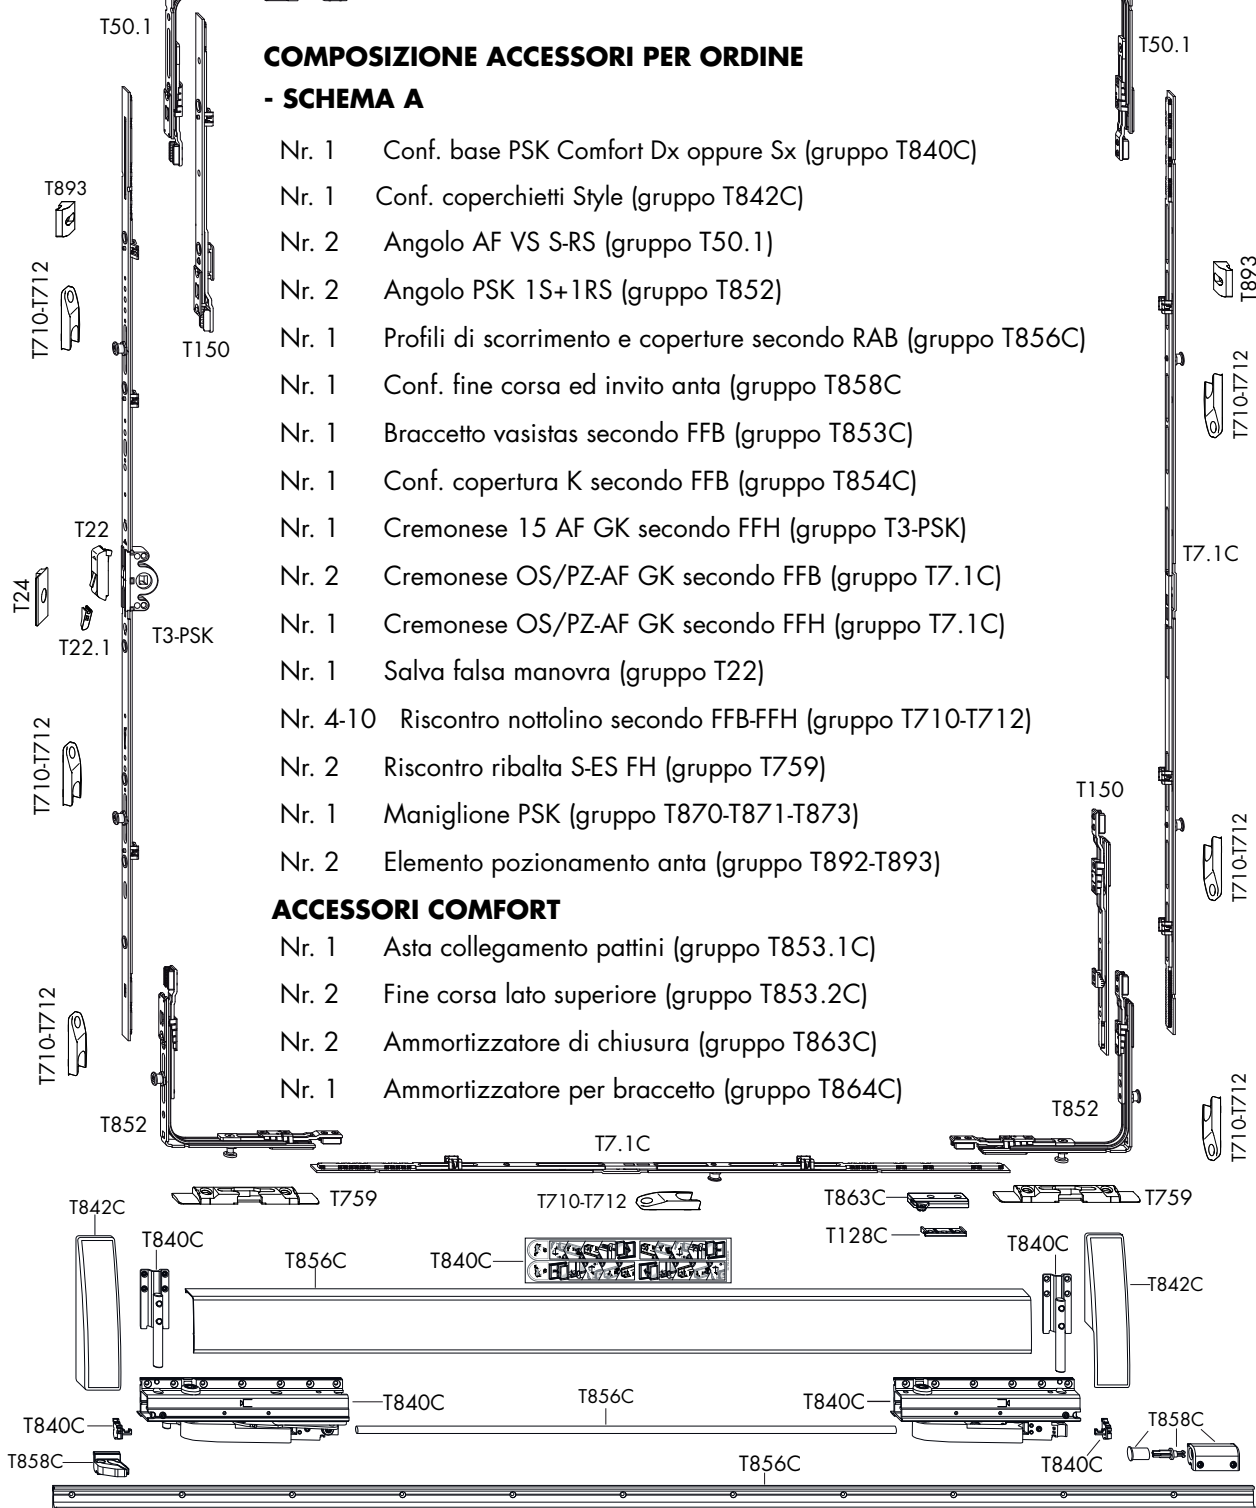 T50.1
T50.1
COMPOSIZIONE ACCESSORI PER ORDINE
- SCHEMA A
Nr. 1 Conf. base PSK Comfort Dx oppure Sx (gruppo T840C)
Nr. 1 Conf. coperchietti Style (gruppo T842C)
Nr. 2 Angolo AF VS S-RS (gruppo T50.1)
Nr. 2 Angolo PSK 1S+1RS (gruppo T852)
Nr. 1 Profili di scorrimento e coperture secondo RAB (gruppo T856C)
Nr. 1 Conf. fine corsa ed invito anta (gruppo T858C
Nr. 1 Braccetto vasistas secondo FFB (gruppo T853C)
Nr. 1 Conf. copertura K secondo FFB (gruppo T854C)
Nr. 1 Cremonese 15 AF GK secondo FFH (gruppo T3-PSK)
Nr. 2 Cremonese OS/PZ-AF GK secondo FFB (gruppo T7.1C)
Nr. 1 Cremonese OS/PZ-AF GK secondo FFH (gruppo T7.1C)
Nr. 1 Salva falsa manovra (gruppo T22)
Nr. 4-10 Riscontro nottolino secondo FFB-FFH (gruppo T710-T712)
Nr. 2 Riscontro ribalta S-ES FH (gruppo T759)
Nr. 1 Maniglione PSK (gruppo T870-T871-T873)
Nr. 2 Elemento pozionamento anta (gruppo T892-T893)
ACCESSORI COMFORT
Nr. 1 Asta collegamento pattini (gruppo T853.1C)
Nr. 2 Fine corsa lato superiore (gruppo T853.2C)
Nr. 2 Ammortizzatore di chiusura (gruppo T863C)
Nr. 1 Ammortizzatore per braccetto (gruppo T864C)
T893
T710-T712
T150
T22
T24
T22.1
T3-PSK
T710-T712
T710-T712
T852
T893
T710-T712
T7.1C
T150
T710-T712
T852
T710-T712
T7.1C
T759
T710-T712
T863C
T759
T128C
T842C
T840C
T856C
T840C
T840C
T842C
T840C
T856C
T840C
T840C
T858C
T858C
T840C
T856C